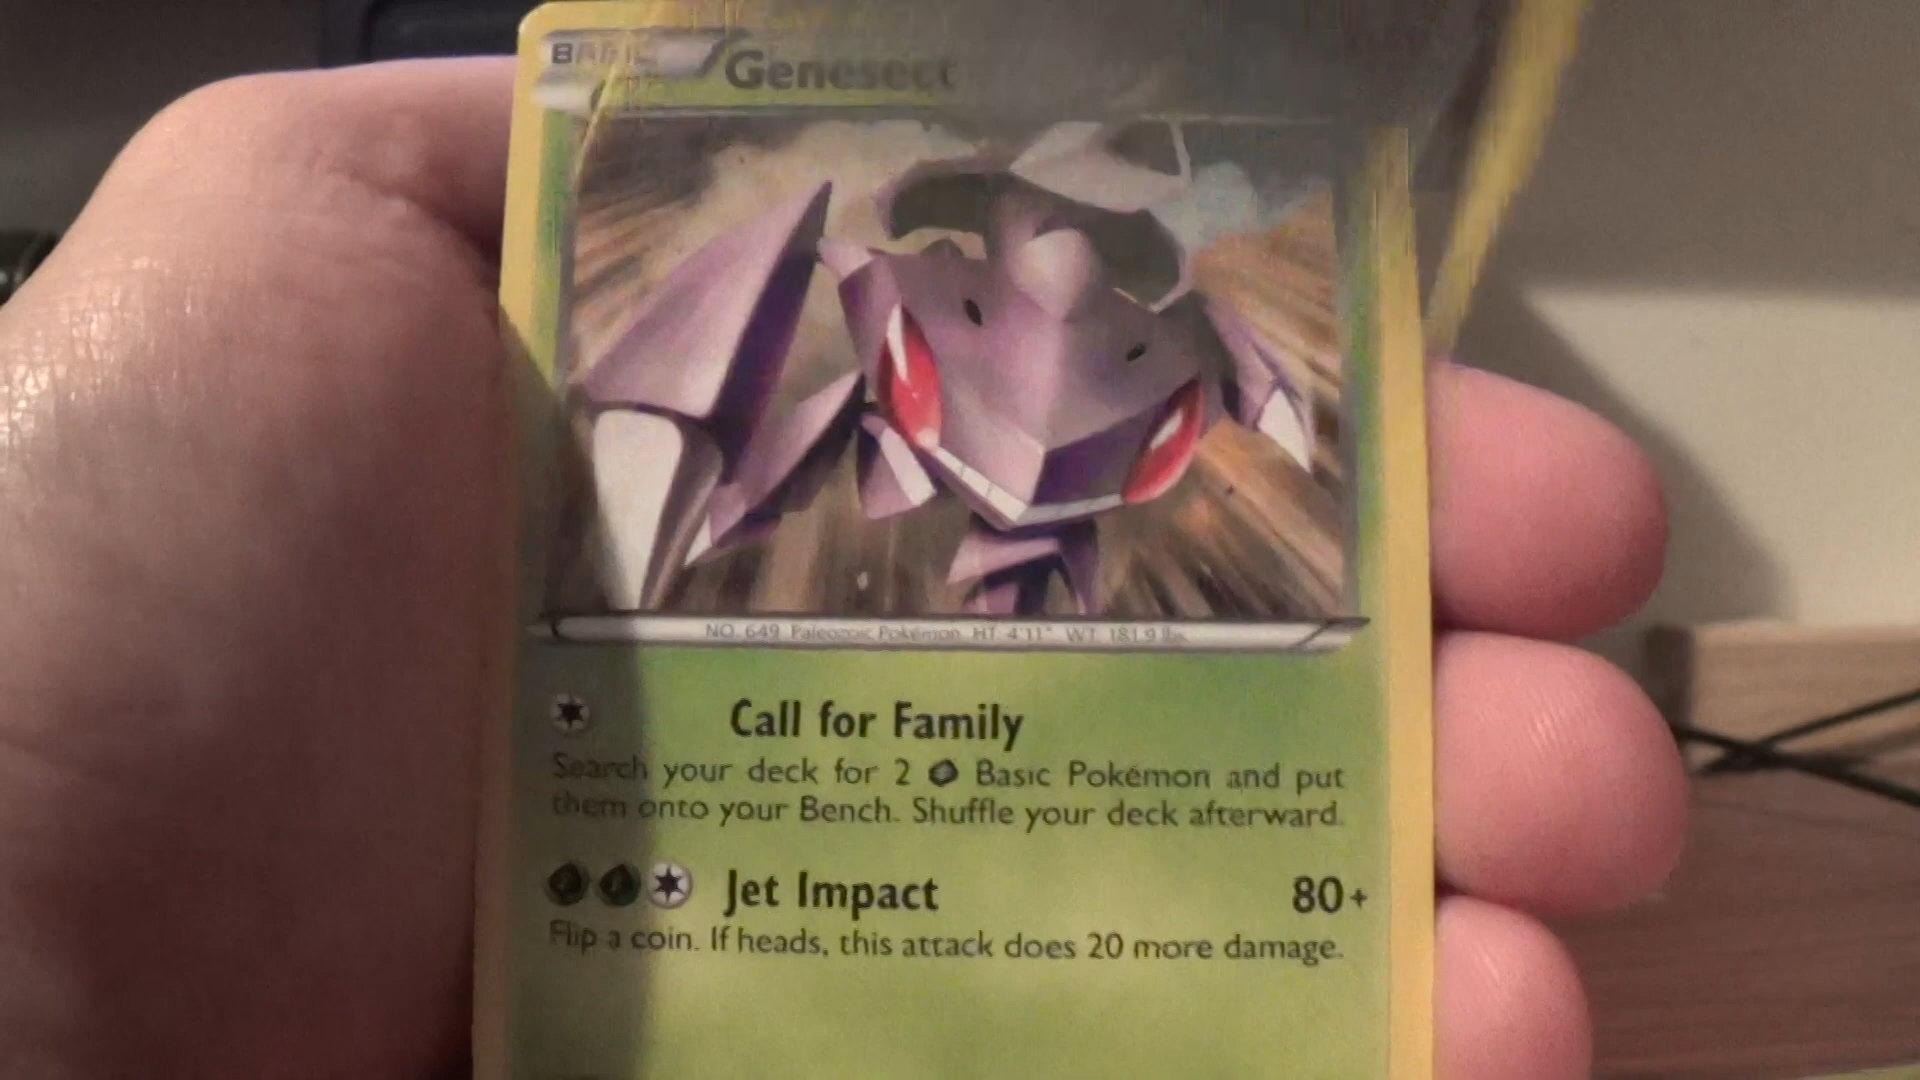 BASIC
Genesect
NO. 649 Paleozoic Pokémon HT 4'11" WT 181.9 lbs.
Call for Family
Search your deck for 2 Basic Pokémon and put
them onto your Bench. Shuffle your deck afterward.
Jet Impact 80+
Flip a coin. If heads, this attack does 20 more damage.